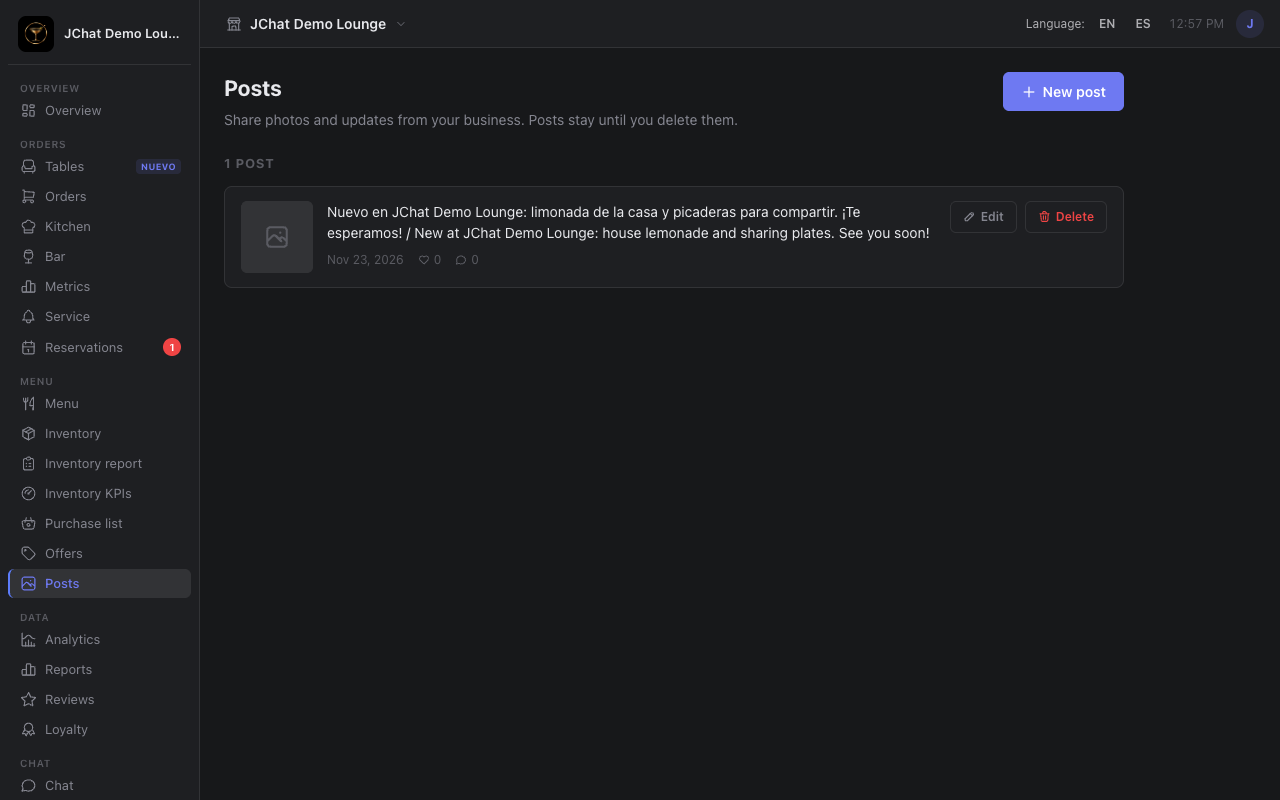 JChat Demo Lou...
OVERVIEW
Overview
ORDERS
Tables
NUEVO
Orders
Kitchen
Bar
Metrics
Service
Reservations
1
MENU
Menu
Inventory
Inventory report
Inventory KPIs
Purchase list
Offers
Posts
DATA
Analytics
Reports
Reviews
Loyalty
CHAT
Chat
JChat Demo Lounge
Language:
EN
ES
12:57 PM
J
Posts
Share photos and updates from your business. Posts stay until you delete them.
+ New post
1 POST
Nuevo en JChat Demo Lounge: limonada de la casa y picaderas para compartir. ¡Te
esperamos! / New at JChat Demo Lounge: house lemonade and sharing plates. See you soon!
Nov 23, 2026
0
0
Edit
Delete